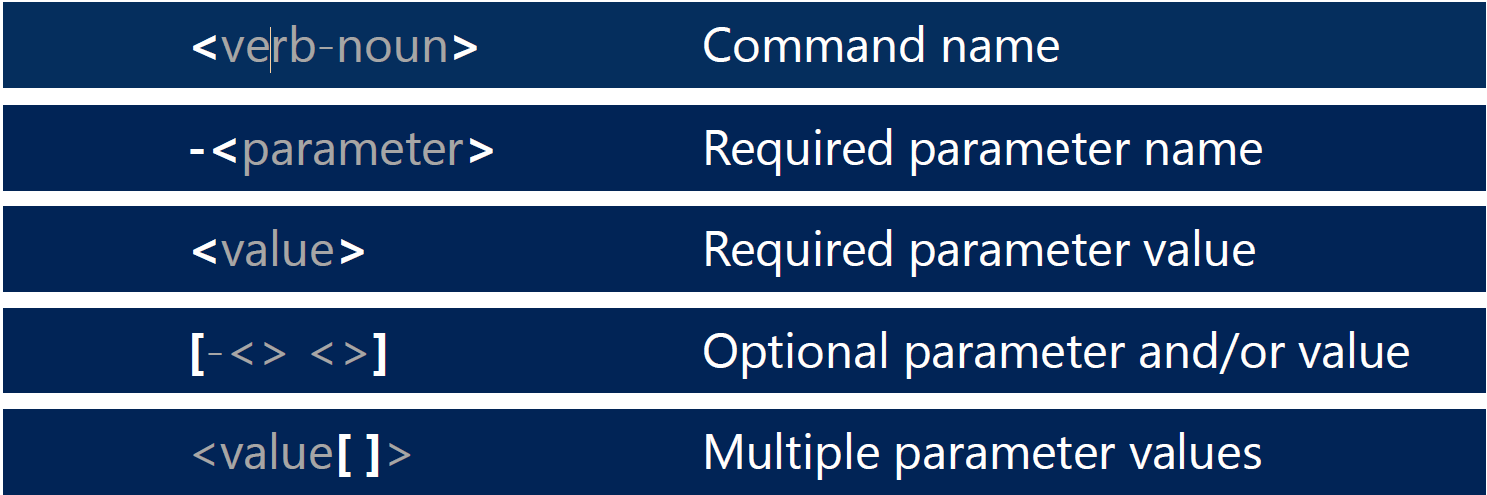 <verb-noun> Command name
-<parameter> Required parameter name
<value> Required parameter value
[-<> <>] Optional parameter and/or value
<value[ ]> Multiple parameter values